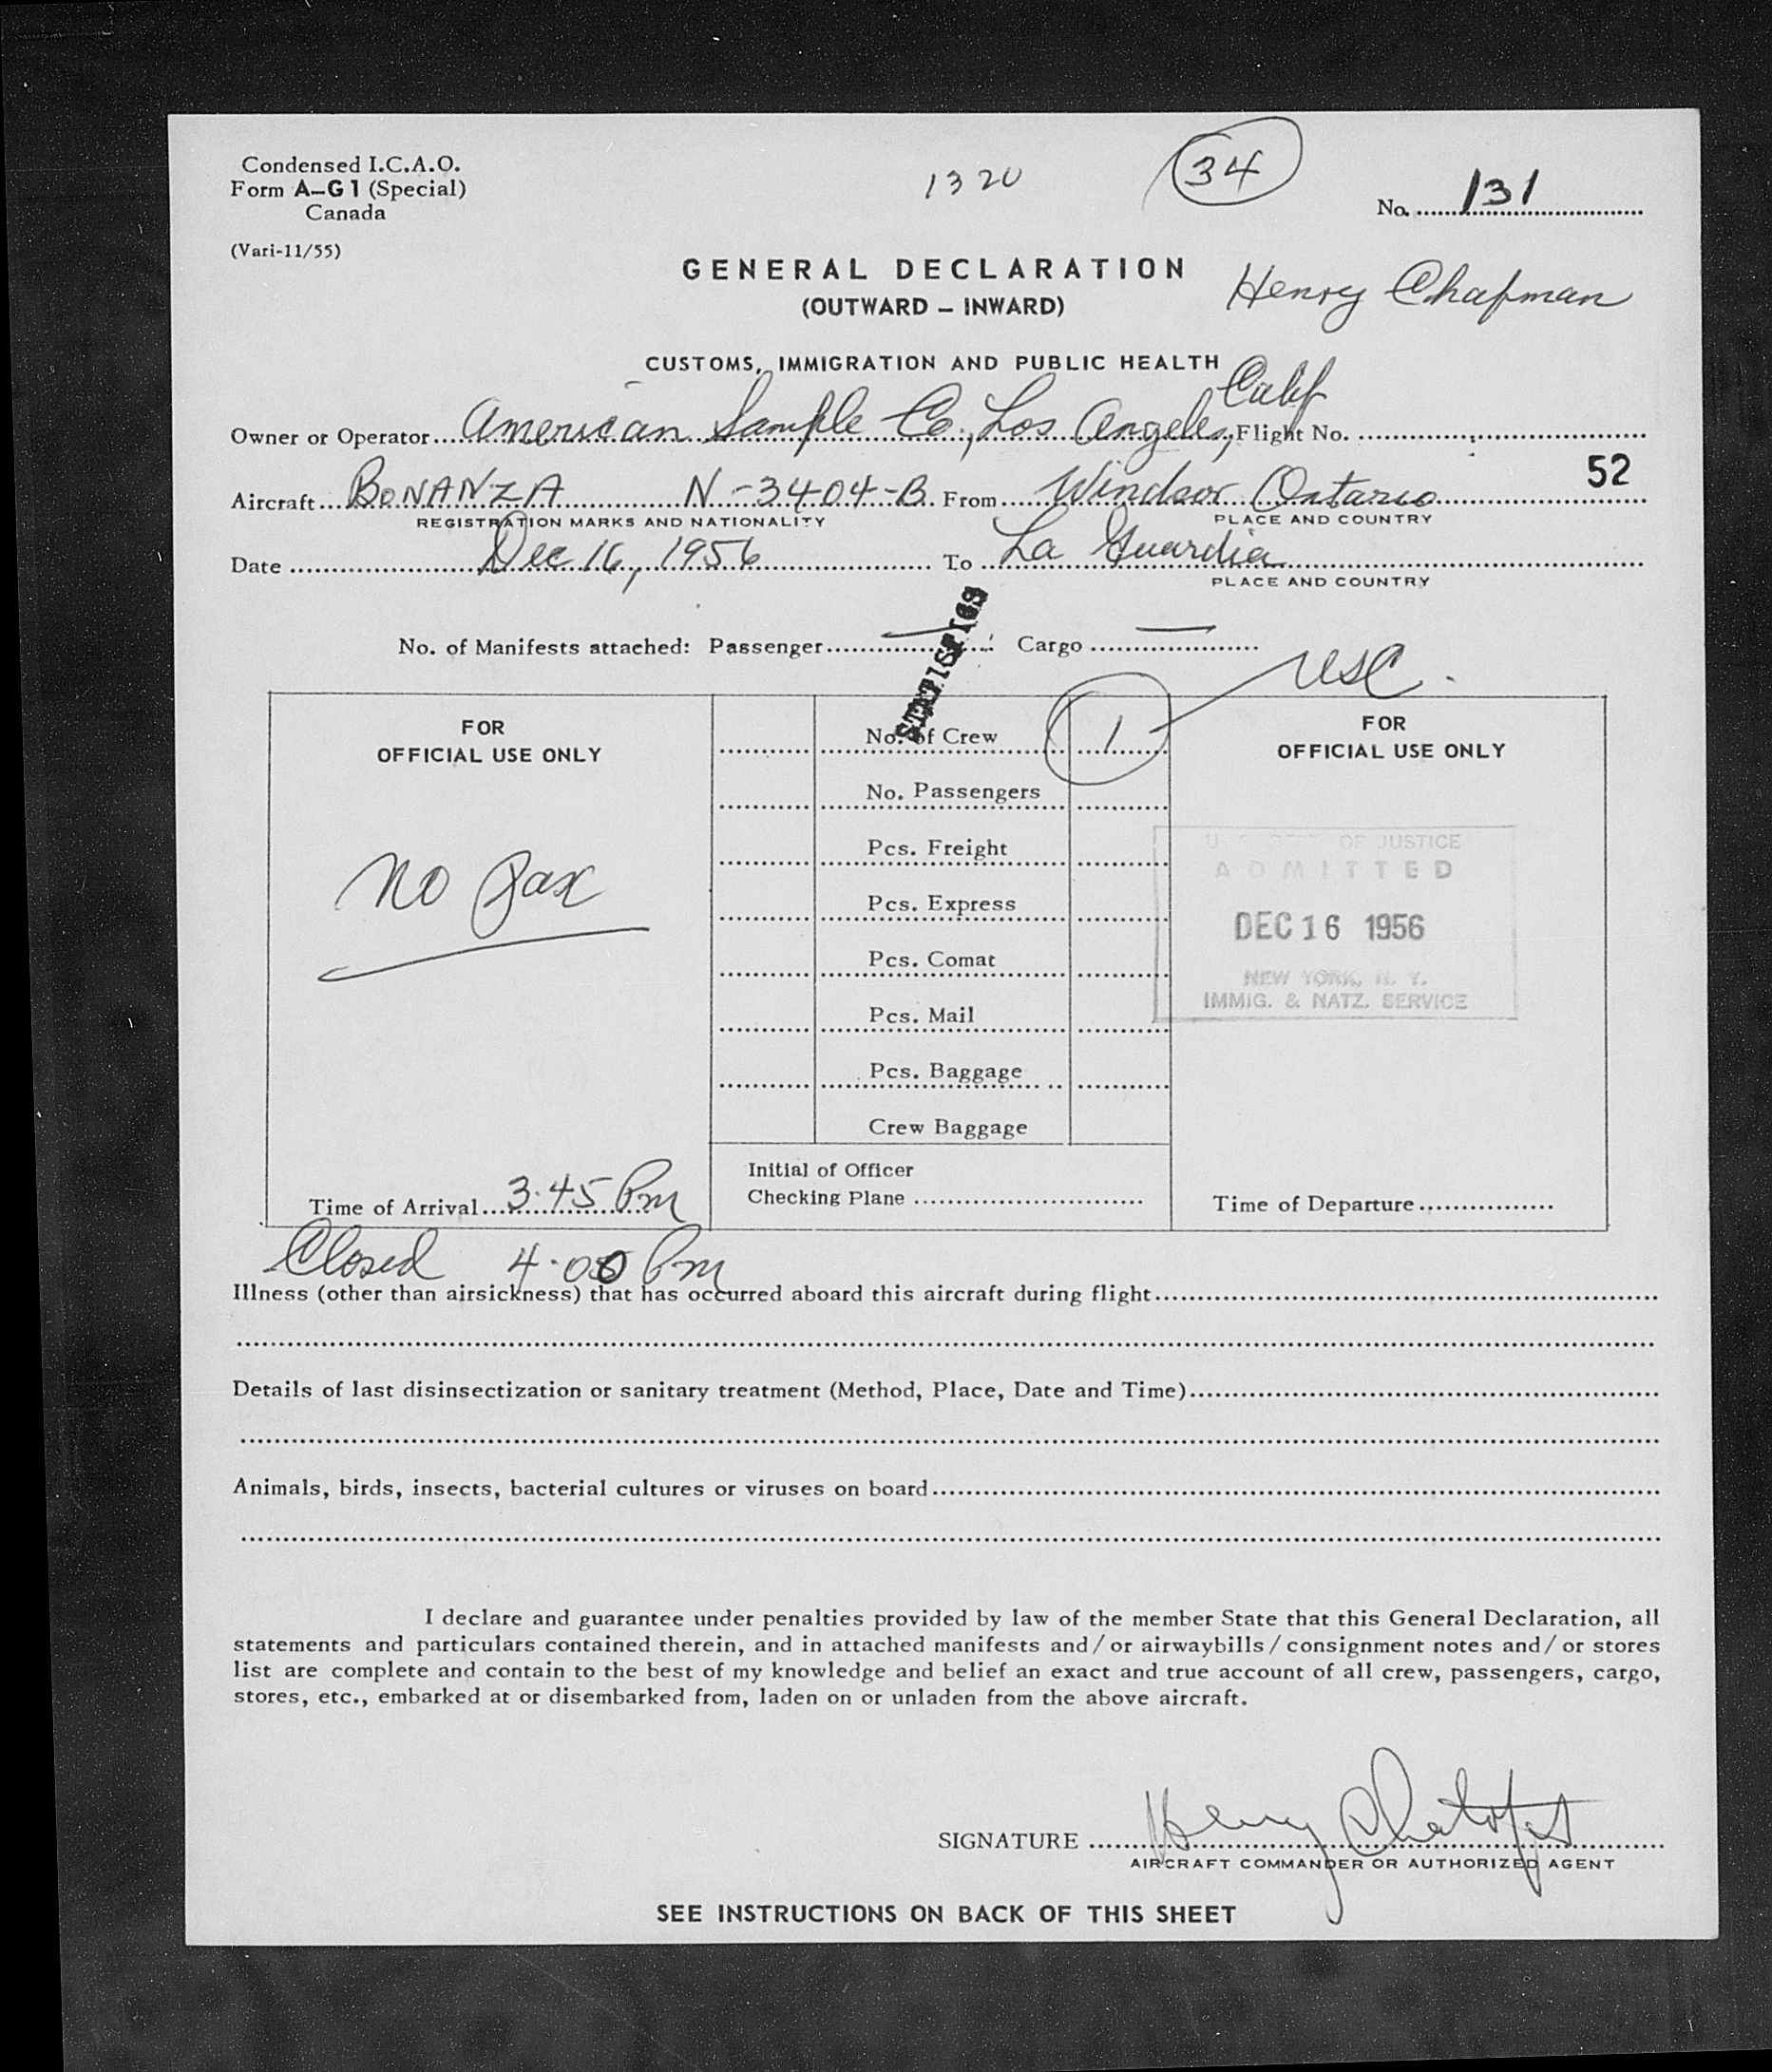 Condensed I.C.A.O.
Form A-G1 (Special)
Canada
(Vari-11/55)
1320
34
No. 131
GENERAL DECLARATION
(OUTWARD – INWARD)
Henry Chapman
CUSTOMS, IMMIGRATION AND PUBLIC HEALTH
Calif
Owner or Operator American Sample Co., Los Angeles, Flight No.
52
Aircraft BONANZA N-3404-B From Windsor Ontario
REGISTRATION MARKS AND NATIONALITY PLACE AND COUNTRY
Date Dec 16, 1956 To La Guardia
PLACE AND COUNTRY
STATISTICS
No. of Manifests attached: Passenger — Cargo —
USC.
FOR
OFFICIAL USE ONLY
No Pax
Time of Arrival 3:45 Pm
No. of Crew 1
No. Passengers
Pcs. Freight
Pcs. Express
Pcs. Comat
Pcs. Mail
Pcs. Baggage
Crew Baggage
Initial of Officer
Checking Plane
FOR
OFFICIAL USE ONLY
OF JUSTICE
ADMITTED
DEC 16 1956
NEW YORK, N. Y.
IMMIG. & NATZ. SERVICE
Time of Departure
Closed 4:00 Pm
Illness (other than airsickness) that has occurred aboard this aircraft during flight
Details of last disinsectization or sanitary treatment (Method, Place, Date and Time)
Animals, birds, insects, bacterial cultures or viruses on board
I declare and guarantee under penalties provided by law of the member State that this General Declaration, all
statements and particulars contained therein, and in attached manifests and/or airwaybills/consignment notes and/or stores
list are complete and contain to the best of my knowledge and belief an exact and true account of all crew, passengers, cargo,
stores, etc., embarked at or disembarked from, laden on or unladen from the above aircraft.
SIGNATURE Henry
AIRCRAFT COMMANDER OR AUTHORIZED AGENT
SEE INSTRUCTIONS ON BACK OF THIS SHEET